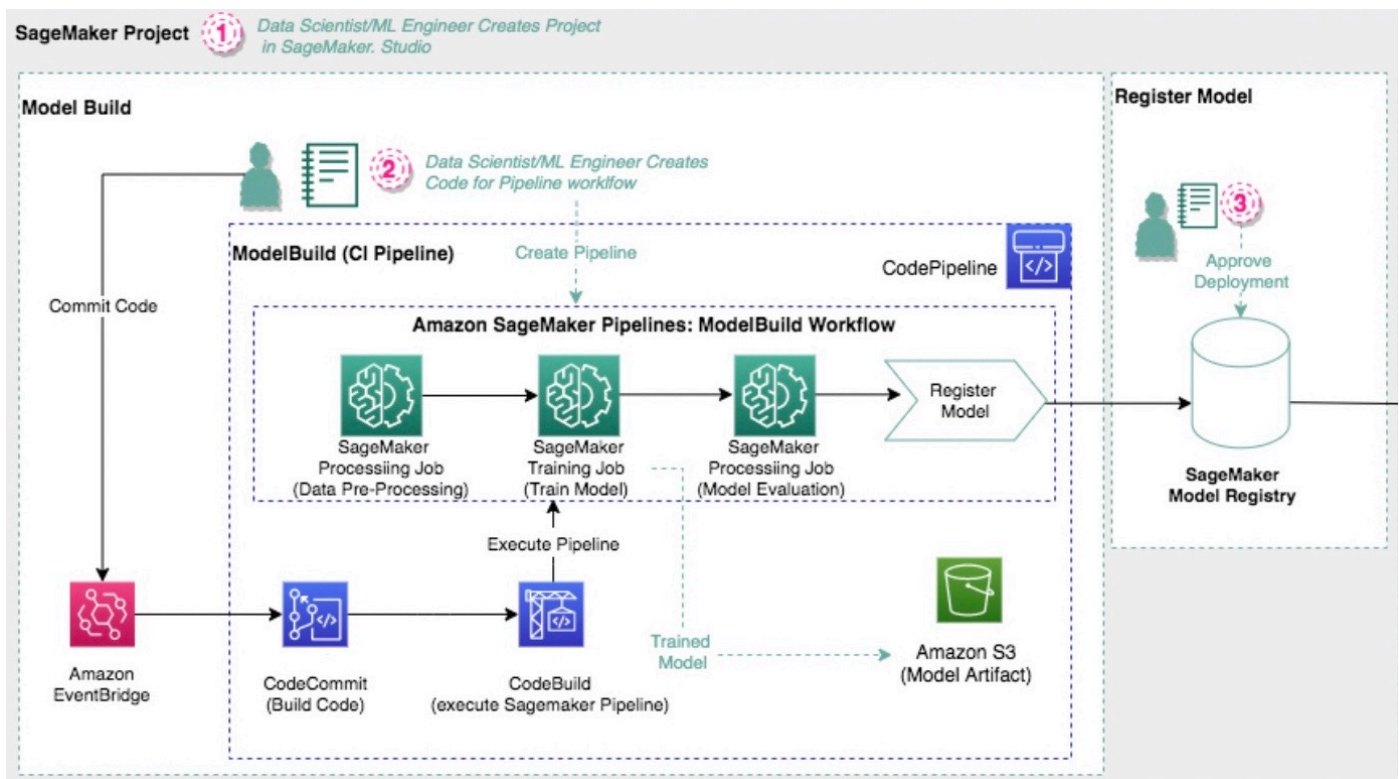 SageMaker Project
1
Data Scientist/ML Engineer Creates Project
in SageMaker. Studio
Model Build
2
Data Scientist/ML Engineer Creates
Code for Pipeline worklfow
Commit Code
ModelBuild (CI Pipeline)
Create Pipeline
CodePipeline
Amazon SageMaker Pipelines: ModelBuild Workflow
SageMaker
Processiing Job
(Data Pre-Processing)
SageMaker
Training Job
(Train Model)
SageMaker
Processiing Job
(Model Evaluation)
Register
Model
Execute Pipeline
Amazon
EventBridge
CodeCommit
(Build Code)
CodeBuild
(execute Sagemaker Pipeline)
Trained
Model
Amazon S3
(Model Artifact)
Register Model
3
Approve
Deployment
SageMaker
Model Registry